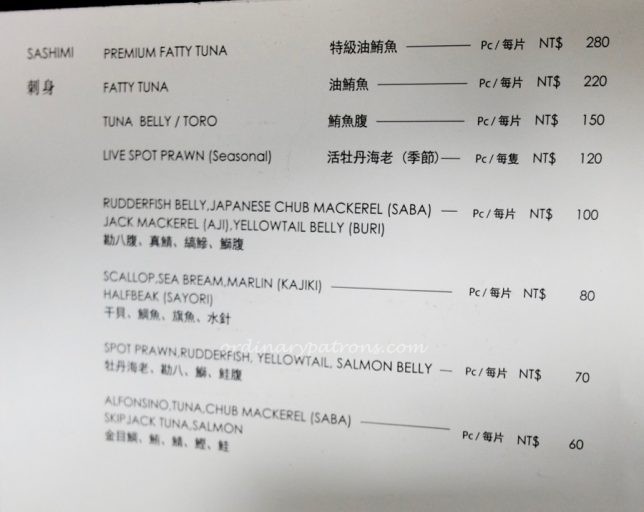 SASHIMI PREMIUM FATTY TUNA 特級油鮪魚 Pc / 每片 NT$ 280
刺身 FATTY TUNA 油鮪魚 Pc / 每片 NT$ 220
TUNA BELLY / TORO 鮪魚腹 Pc / 每片 NT$ 150
LIVE SPOT PRAWN (Seasonal) 活牡丹海老（季節） Pc / 每隻 NT$ 120
RUDDERFISH BELLY,JAPANESE CHUB MACKEREL (SABA) Pc / 每片 NT$ 100
JACK MACKEREL (AJI),YELLOWTAIL BELLY (BURI)
勘八腹、真鯖、縞鰺、鰤腹
SCALLOP,SEA BREAM,MARLIN (KAJIKI) Pc / 每片 NT$ 80
HALFBEAK (SAYORI)
干貝、鯛魚、旗魚、水針
ordinarypatrons.com
SPOT PRAWN,RUDDERFISH, YELLOWTAIL, SALMON BELLY Pc / 每片 NT$ 70
牡丹海老、勘八、鰤、鮭腹
ALFONSINO,TUNA,CHUB MACKEREL (SABA) Pc / 每片 NT$ 60
SKIPJACK TUNA,SALMON
金目鯛、鮪、鯖、鰹、鮭